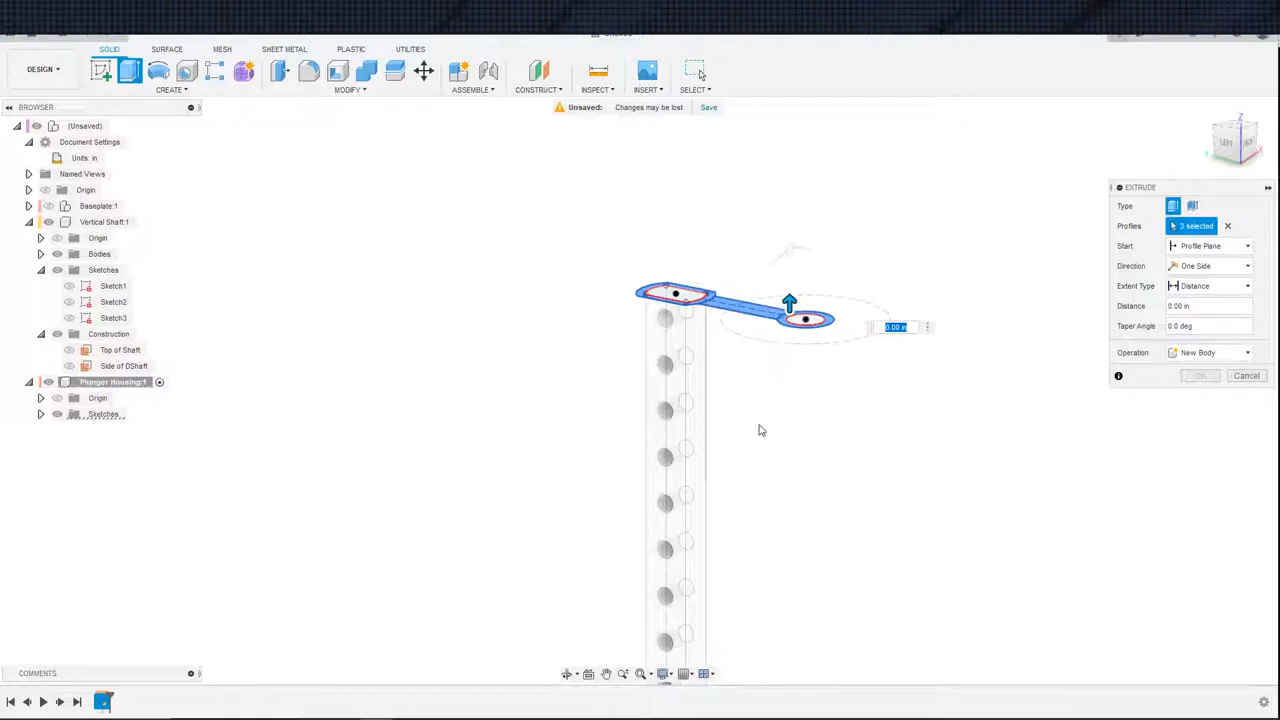 SOLID
SURFACE
MESH
SHEET METAL
PLASTIC
UTILITIES
DESIGN
CREATE
MODIFY
ASSEMBLE
CONSTRUCT
INSPECT
INSERT
SELECT
BROWSER
Unsaved: Changes may be lost Save
(Unsaved)
Document Settings
Units: in
Named Views
Origin
Baseplate:1
Vertical Shaft:1
Origin
Bodies
Sketches
Sketch1
Sketch2
Sketch3
Construction
Top of Shaft
Side of DShaft
Plunger Housing:1
Origin
Sketches
Z
LEFT
EXTRUDE
Type
Profiles 3 selected
Start Profile Plane
Direction One Side
Extent Type Distance
Distance 0.00 in
Taper Angle 0.0 deg
Operation New Body
OK Cancel
0.00 in
COMMENTS